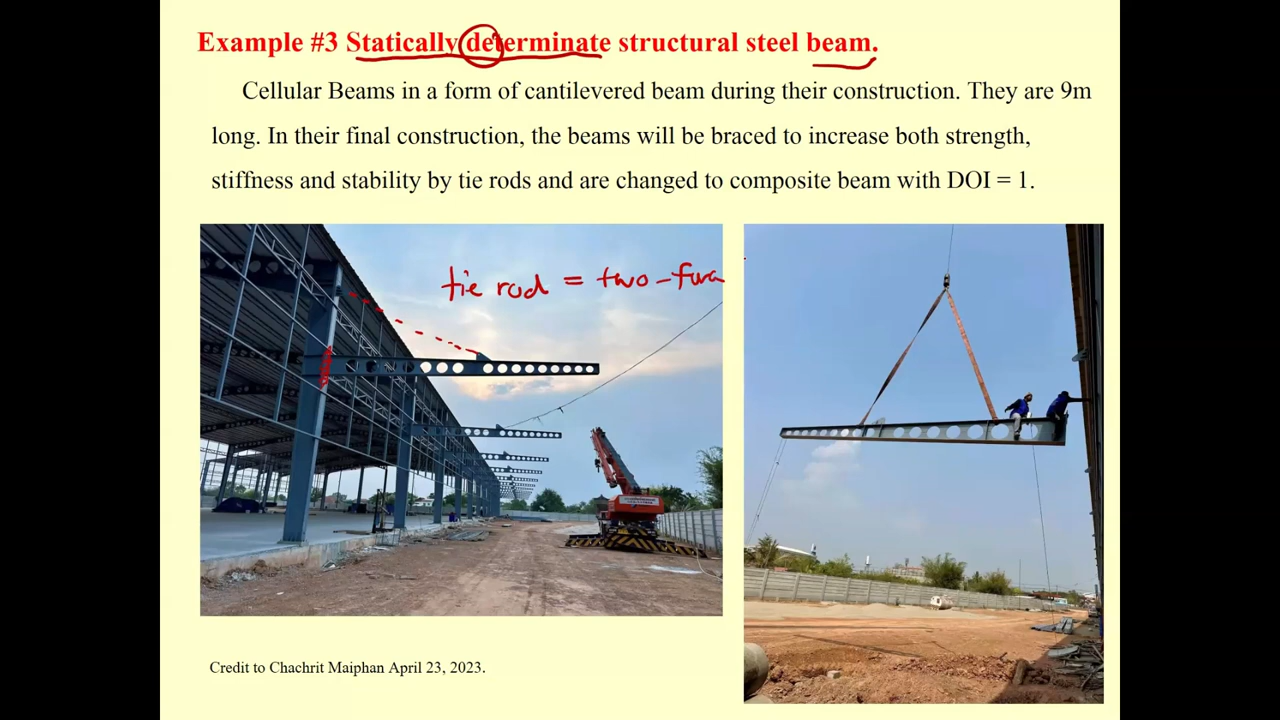 Example #3 Statically determinate structural steel beam.
Cellular Beams in a form of cantilevered beam during their construction. They are 9m
long. In their final construction, the beams will be braced to increase both strength,
stiffness and stability by tie rods and are changed to composite beam with DOI = 1.
tie rod = two-forc
Credit to Chachrit Maiphan April 23, 2023.